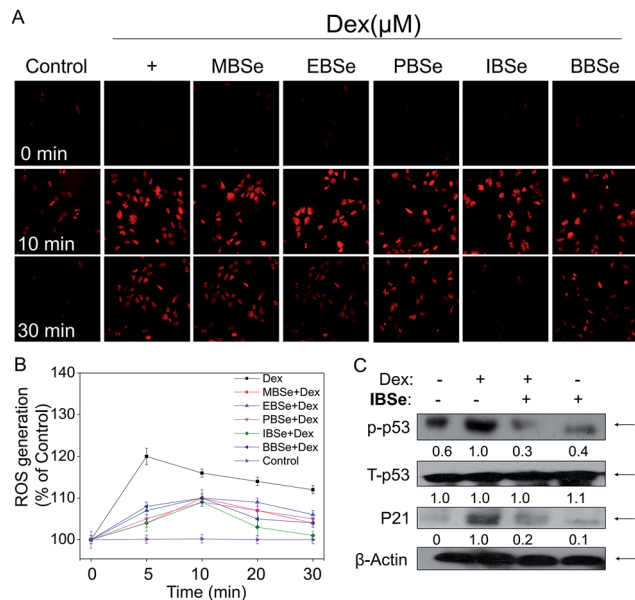 A
Dex(μM)
Control + MBSe EBSe PBSe IBSe BBSe
0 min
10 min
30 min
B
ROS generation
(% of Control)
140
120
100
0 5 10 20 30
Time (min)
Dex
MBSe+Dex
EBSe+Dex
PBSe+Dex
IBSe+Dex
BBSe+Dex
Control
C
Dex: - + + -
IBSe: - - + +
p-p53
0.6 1.0 0.3 0.4
T-p53
1.0 1.0 1.0 1.1
P21
0 1.0 0.2 0.1
β-Actin